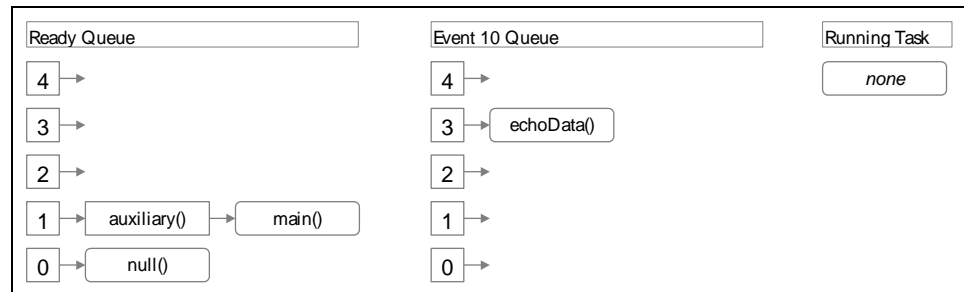 Ready Queue
Event 10 Queue
Running Task
4
4
none
3
3
echoData()
2
2
1
auxiliary()
main()
1
0
null()
0